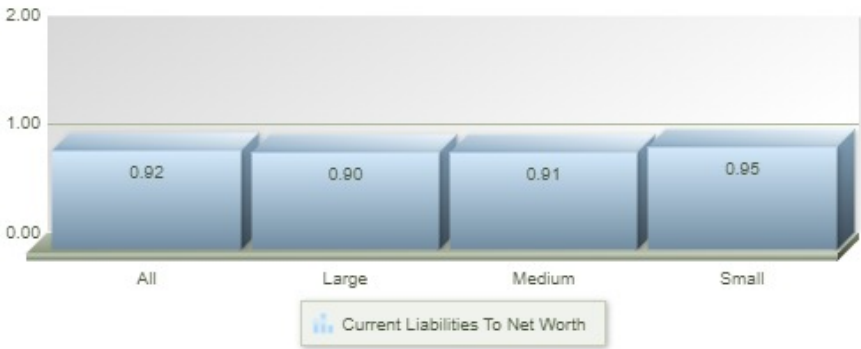 2.00
1.00
0.00
0.92
0.90
0.91
0.95
All
Large
Medium
Small
Current Liabilities To Net Worth